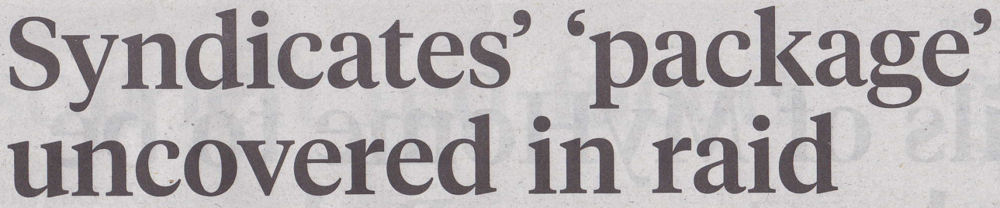 Syndicates’ ‘package’
uncovered in raid